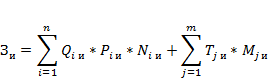 З_и = ∑_{i=1}^{n} Q_{i и} * P_{i и} * N_{i и} + ∑_{j=1}^{m} T_{j и} * M_{j и}